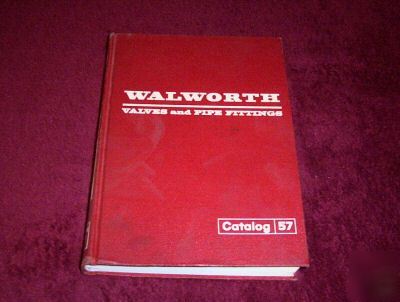 WALWORTH
VALVES and PIPE FITTINGS
Catalog 57